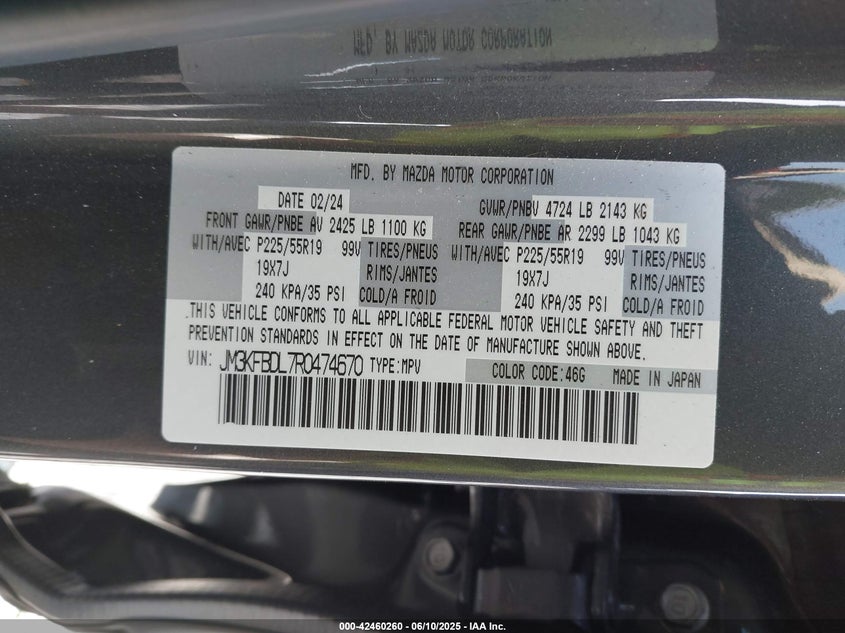 MFD. BY MAZDA MOTOR CORPORATION
MFD. BY MAZDA MOTOR CORPORATION
DATE 02/24 GVWR/PNBV 4724 LB 2143 KG
FRONT GAWR/PNBE AV 2425 LB 1100 KG REAR GAWR/PNBE AR 2299 LB 1043 KG
WITH/AVEC P225/55R19 99V TIRES/PNEUS WITH/AVEC P225/55R19 99V TIRES/PNEUS
19X7J RIMS/JANTES 19X7J RIMS/JANTES
240 KPA/35 PSI COLD/A FROID 240 KPA/35 PSI COLD/A FROID
THIS VEHICLE CONFORMS TO ALL APPLICABLE FEDERAL MOTOR VEHICLE SAFETY AND THEFT
PREVENTION STANDARDS IN EFFECT ON THE DATE OF MANUFACTURE SHOWN ABOVE.
VIN: JM3KFBDL7R0474670 TYPE:MPV COLOR CODE:46G MADE IN JAPAN
000-42460260 - 06/10/2025 - IAA Inc.